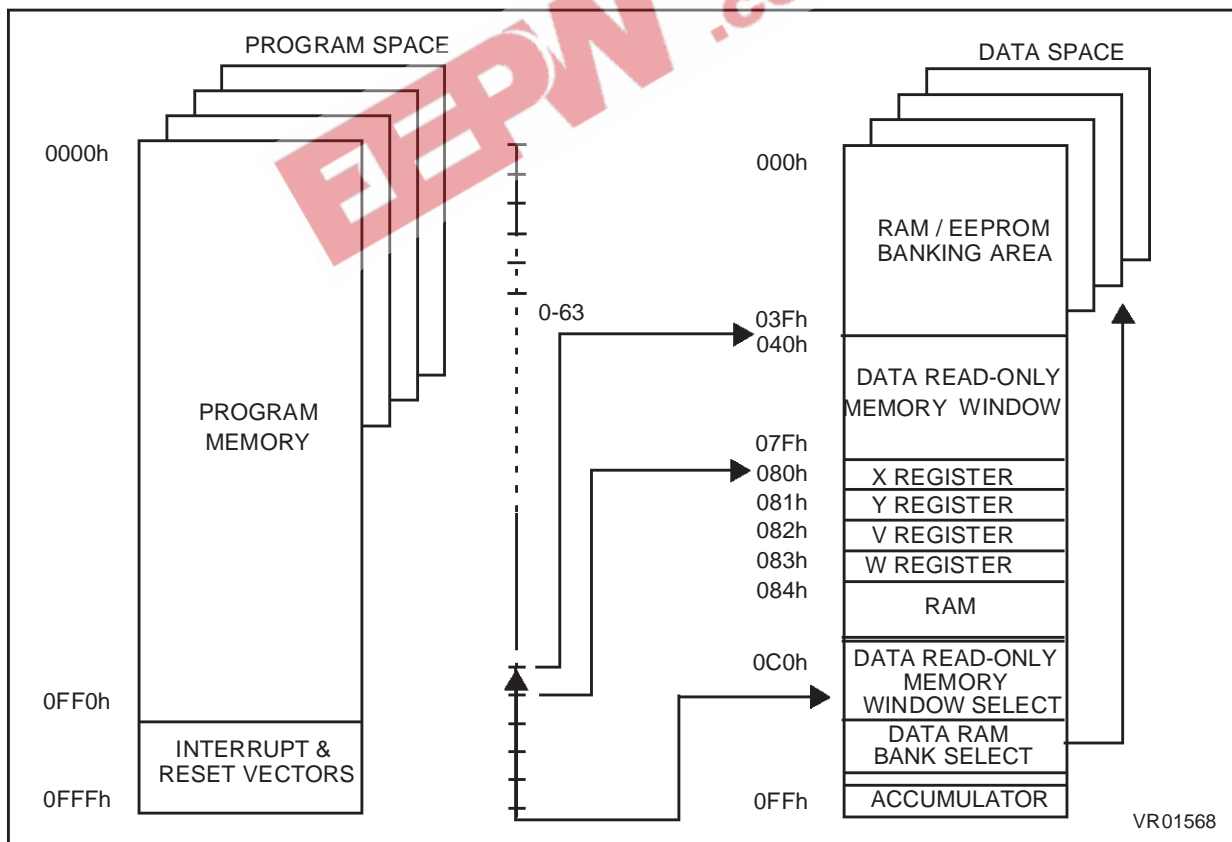 PROGRAM SPACE
0000h
PROGRAM
MEMORY
0FF0h
INTERRUPT &
RESET VECTORS
0FFFh
0-63
DATA SPACE
000h
RAM / EEPROM
BANKING AREA
03Fh
040h
DATA READ-ONLY
MEMORY WINDOW
07Fh
080h
X REGISTER
081h
Y REGISTER
082h
V REGISTER
083h
W REGISTER
084h
RAM
0C0h
DATA READ-ONLY
MEMORY
WINDOW SELECT
DATA RAM
BANK SELECT
0FFh
ACCUMULATOR
VR01568
EEPW